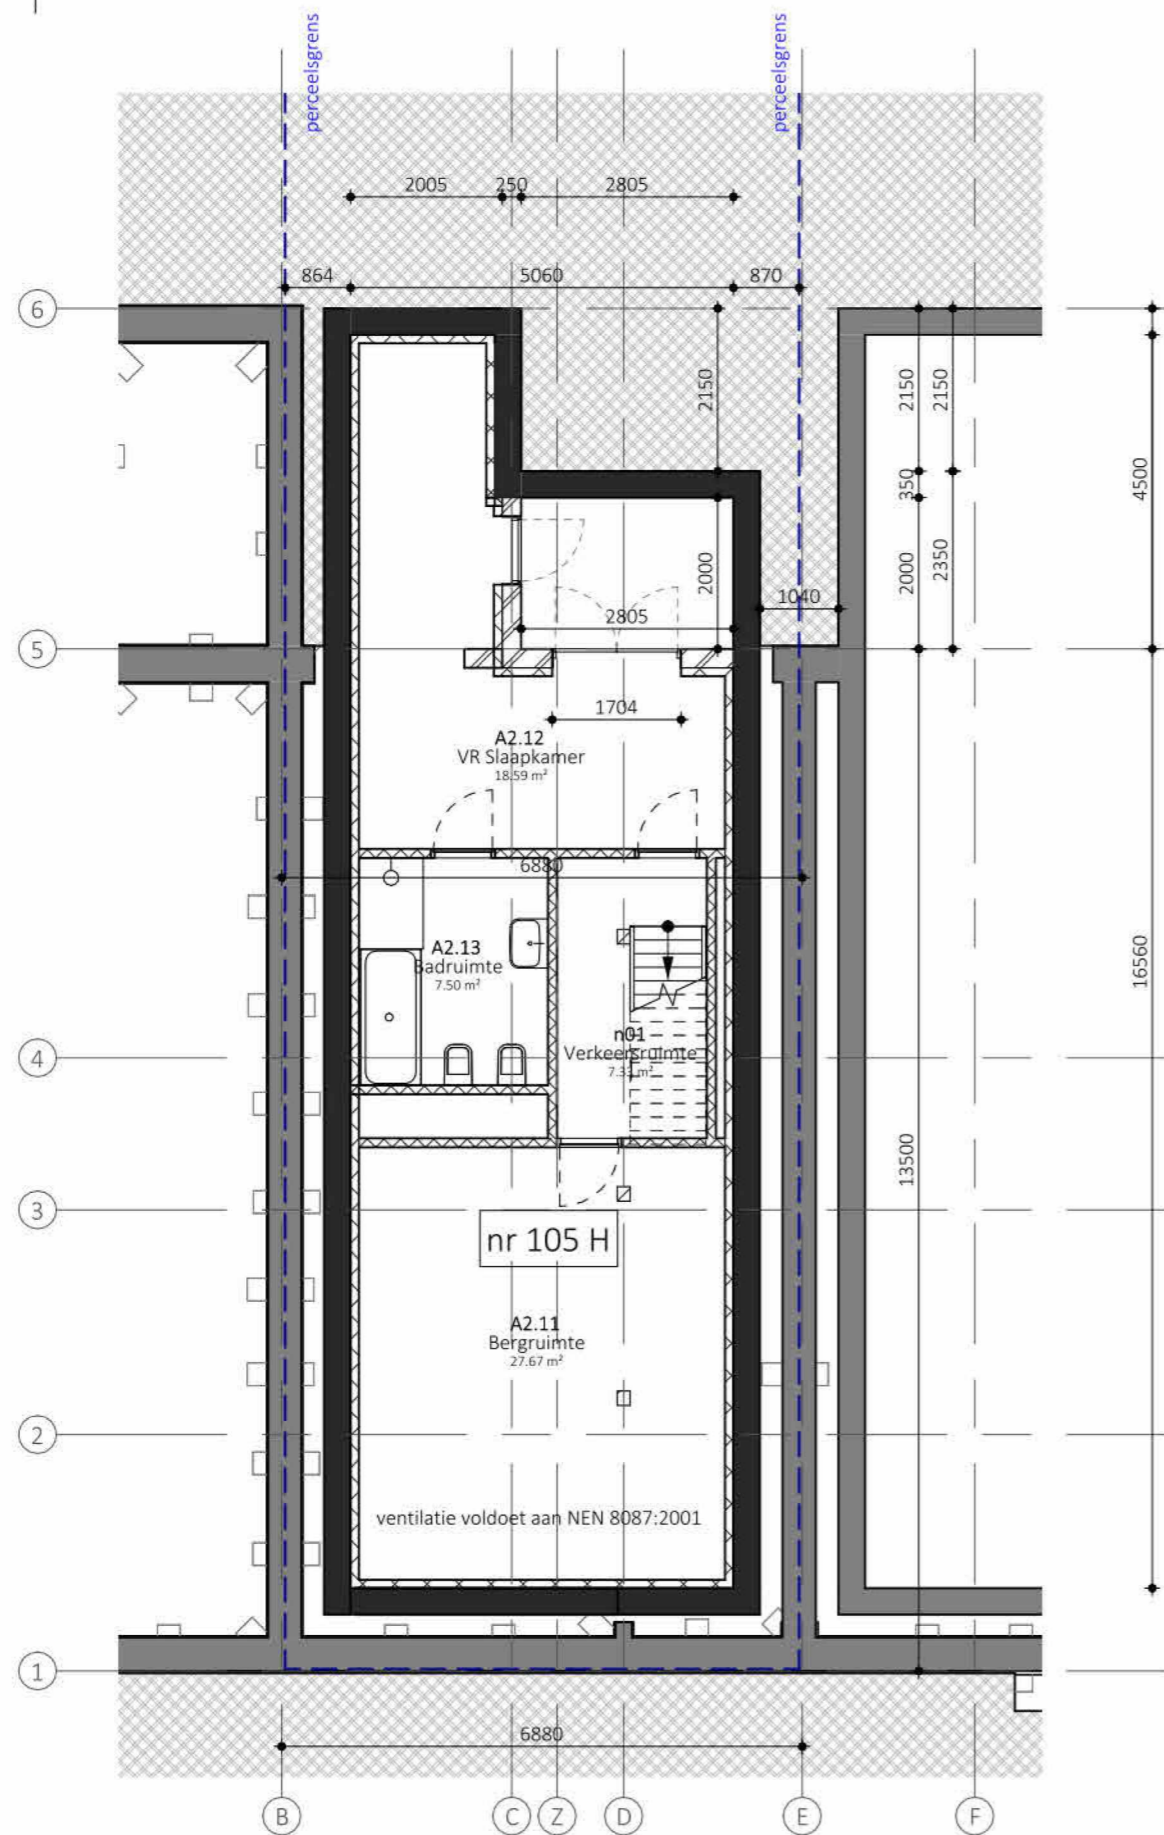 perceelsgrens
perceelsgrens
2005 250 2805
864 5060 870
6
2150
2150
2150
4500
350
2000
2000
2350
1040
2805
5
1704
A2.12
VR Slaapkamer
18.59 m²
6880
A2.13
Badruimte
7.50 m²
16560
n01
Verkeersruimte
7.33 m²
4
13500
3
nr 105 H
A2.11
Bergruimte
27.67 m²
2
ventilatie voldoet aan NEN 8087:2001
1
6880
B C Z D E F